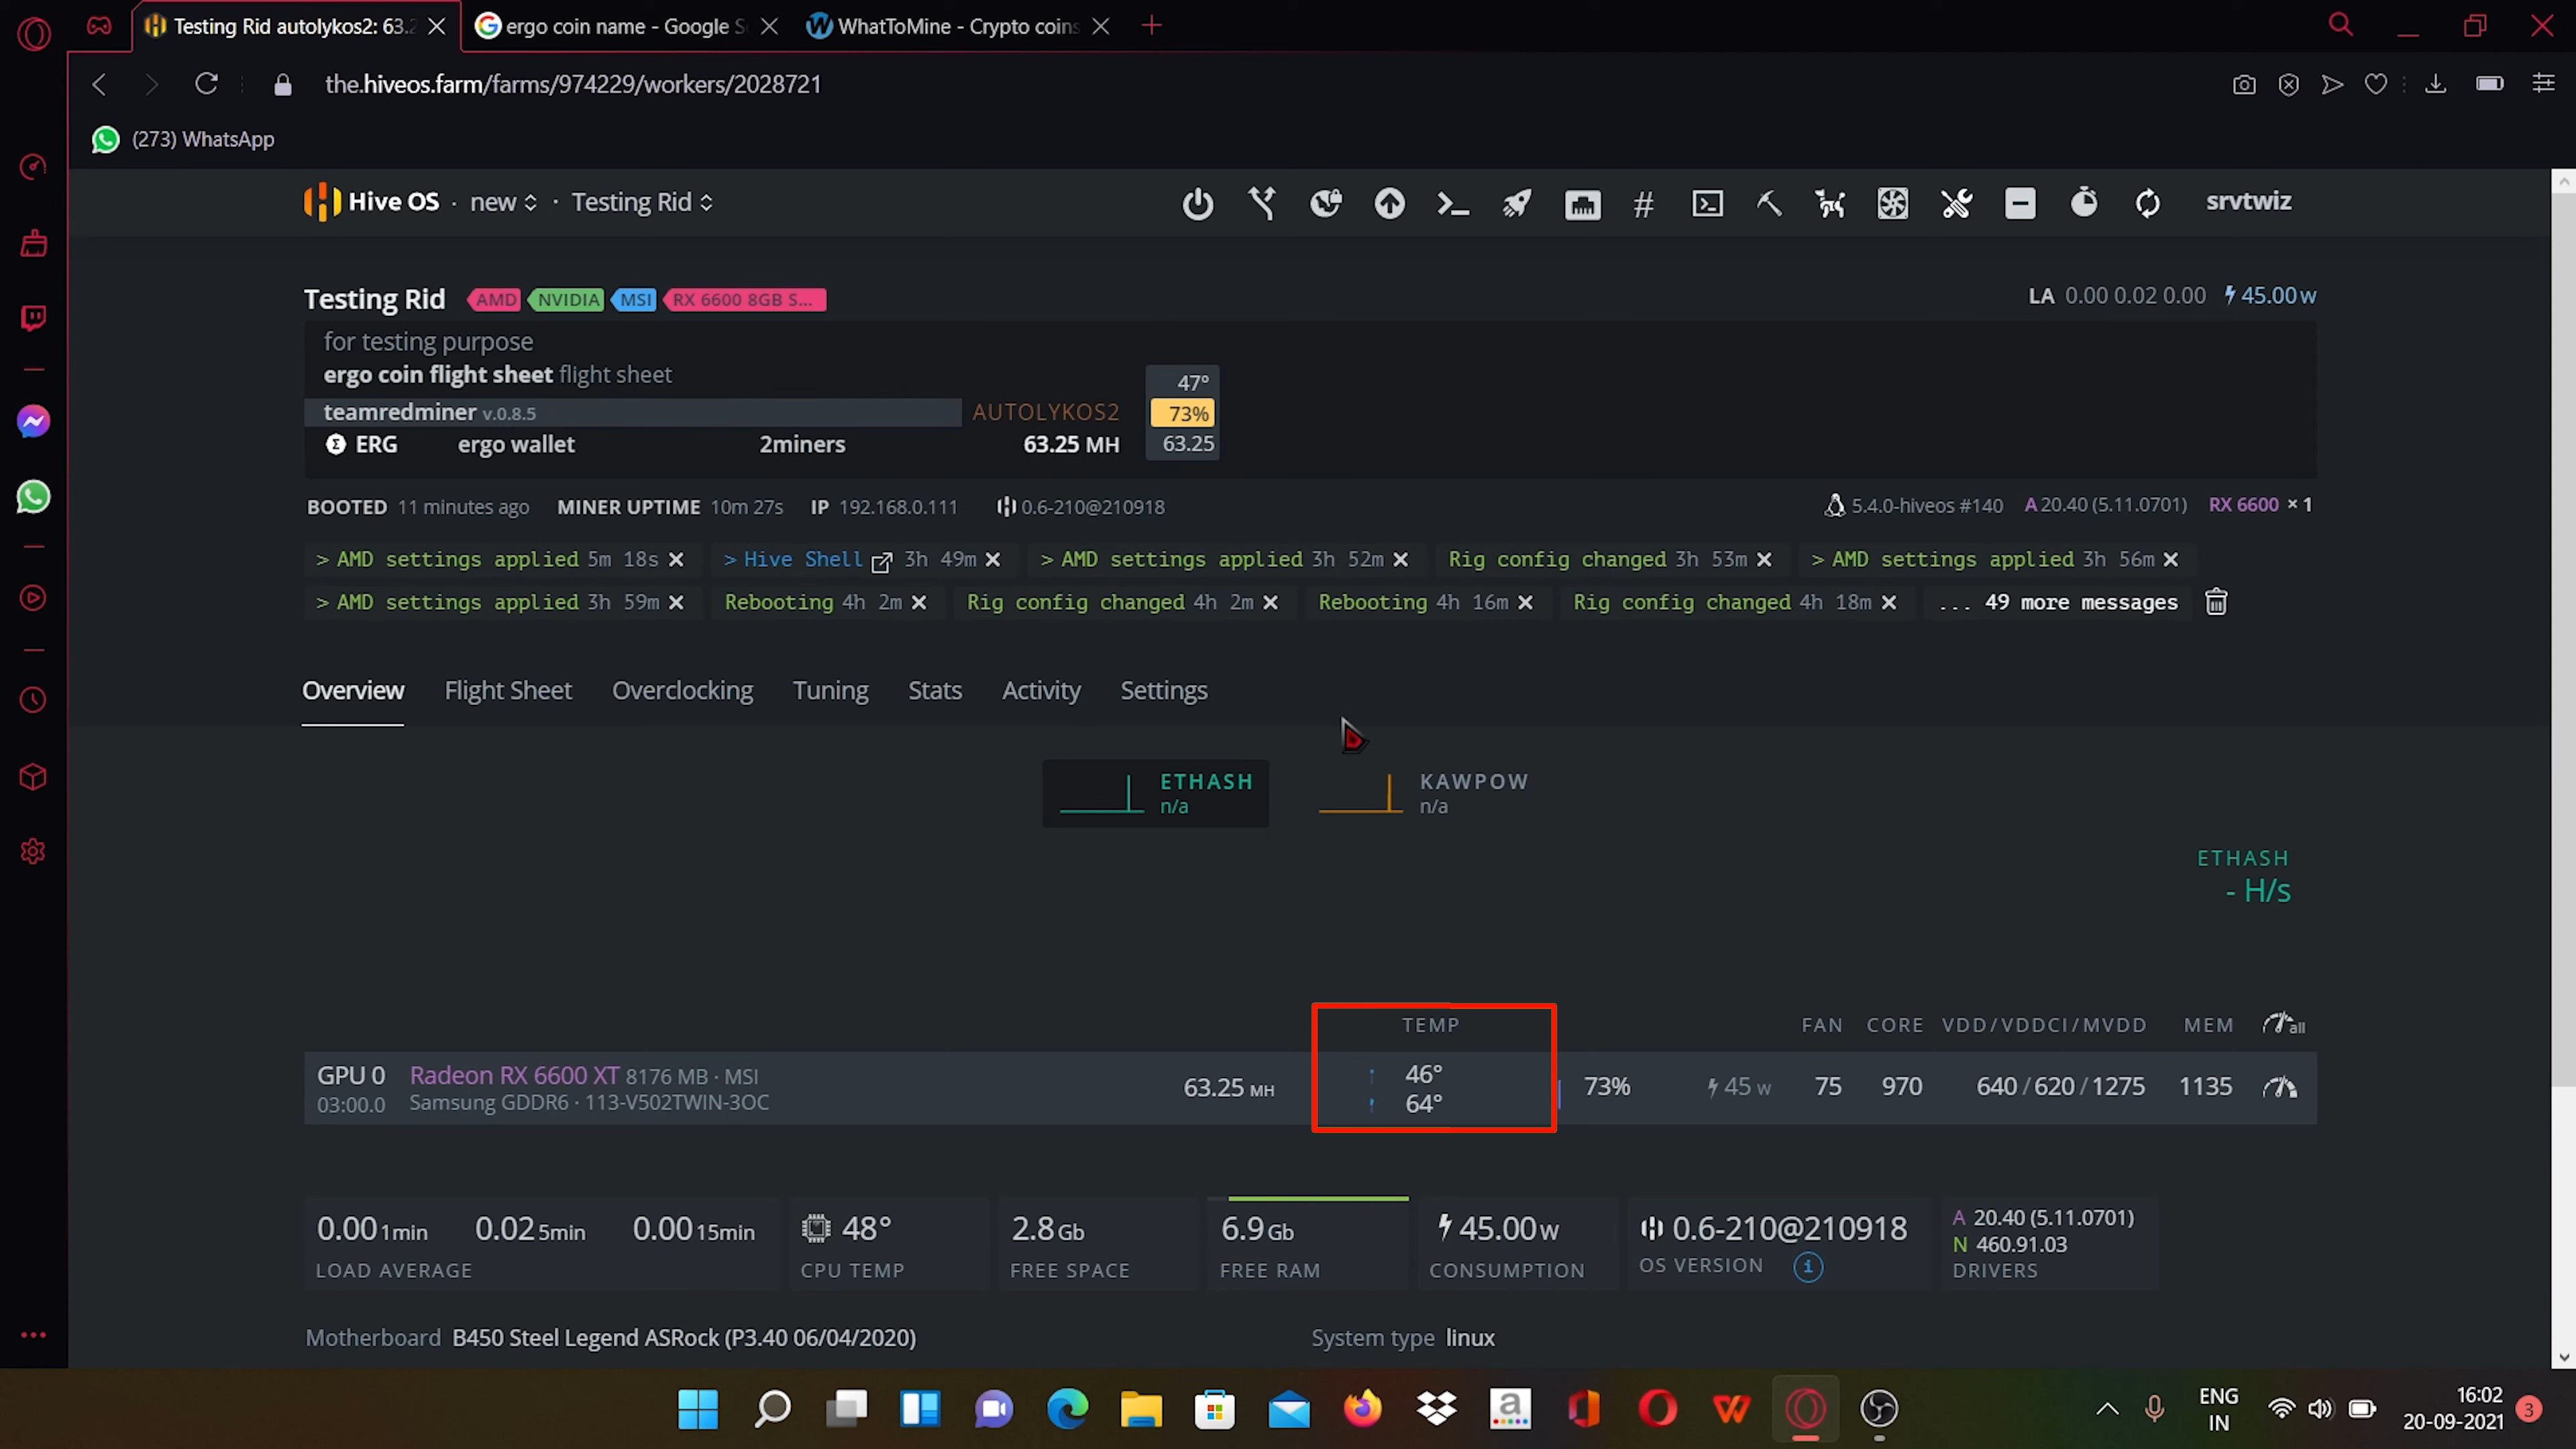 Testing Rid autolykos2: 63.2
ergo coin name - Google S
WhatToMine - Crypto coins
the.hiveos.farm/farms/974229/workers/2028721
(273) WhatsApp
Hive OS · new · Testing Rid
srvtwiz
Testing Rid AMD NVIDIA MSI RX 6600 8GB S...
LA 0.00 0.02 0.00 45.00 w
for testing purpose
ergo coin flight sheet flight sheet
47°
teamredminer v.0.8.5 AUTOLYKOS2 73%
ERG ergo wallet 2miners 63.25 MH 63.25
BOOTED 11 minutes ago MINER UPTIME 10m 27s IP 192.168.0.111 0.6-210@210918
5.4.0-hiveos #140 A 20.40 (5.11.0701) RX 6600 × 1
> AMD settings applied 5m 18s × > Hive Shell 3h 49m × > AMD settings applied 3h 52m × Rig config changed 3h 53m × > AMD settings applied 3h 56m ×
> AMD settings applied 3h 59m × Rebooting 4h 2m × Rig config changed 4h 2m × Rebooting 4h 16m × Rig config changed 4h 18m × ... 49 more messages
Overview Flight Sheet Overclocking Tuning Stats Activity Settings
ETHASH
n/a
KAWPOW
n/a
ETHASH
- H/s
TEMP FAN CORE VDD/VDDCI/MVDD MEM all
GPU 0 Radeon RX 6600 XT 8176 MB · MSI
03:00.0 Samsung GDDR6 · 113-V502TWIN-3OC
63.25 MH
46°
64°
73% 45 w 75 970 640 / 620 / 1275 1135
0.00 1min 0.02 5min 0.00 15min
LOAD AVERAGE
48°
CPU TEMP
2.8 Gb
FREE SPACE
6.9 Gb
FREE RAM
45.00 w
CONSUMPTION
0.6-210@210918
OS VERSION
A 20.40 (5.11.0701)
N 460.91.03
DRIVERS
Motherboard B450 Steel Legend ASRock (P3.40 06/04/2020)
System type linux
ENG
IN
16:02
20-09-2021
3